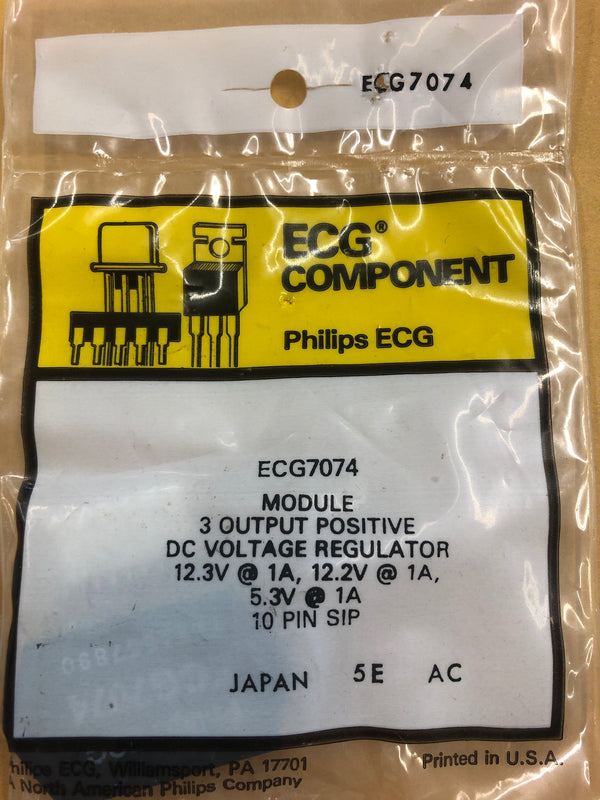 ECG7074
ECG®
COMPONENT
Philips ECG
ECG7074
MODULE
3 OUTPUT POSITIVE
DC VOLTAGE REGULATOR
12.3V @ 1A, 12.2V @ 1A,
5.3V @ 1A
10 PIN SIP
JAPAN 5E AC
Philips ECG, Williamsport, PA 17701
A North American Philips Company
Printed in U.S.A.